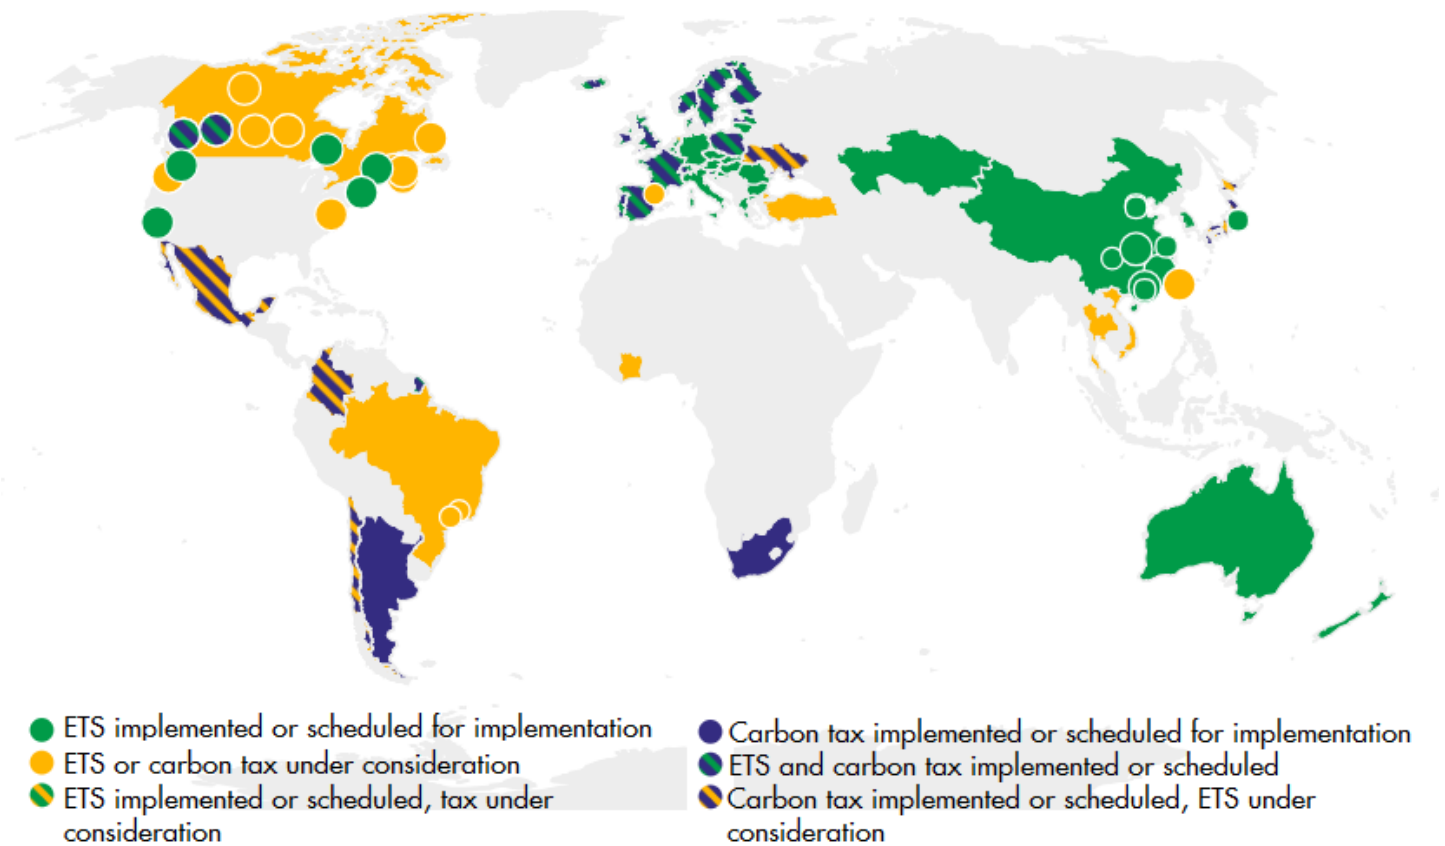 ETS implemented or scheduled for implementation
ETS or carbon tax under consideration
ETS implemented or scheduled, tax under
consideration
Carbon tax implemented or scheduled for implementation
ETS and carbon tax implemented or scheduled
Carbon tax implemented or scheduled, ETS under
consideration